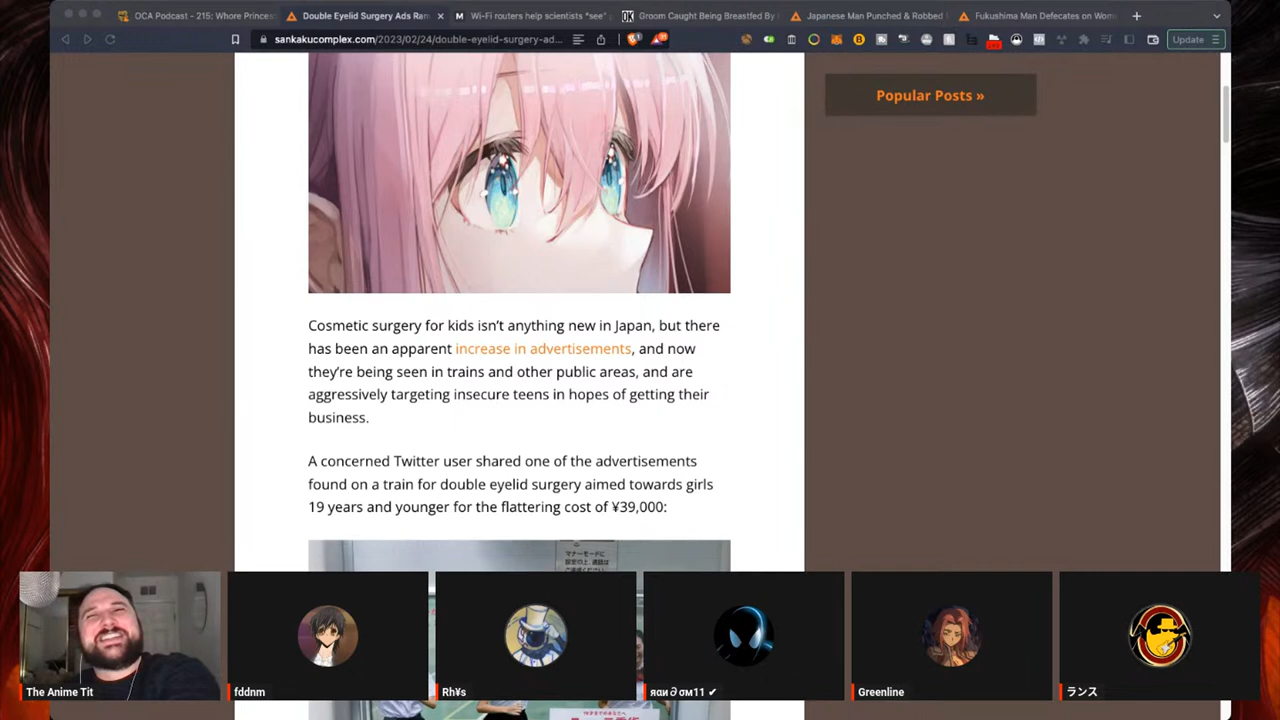 OCA Podcast - 215: Whore Princes
Double Eyelid Surgery Ads Ran
Wi-Fi routers help scientists "see"
Groom Caught Being Breastfed By
Japanese Man Punched & Robbed
Fukushima Man Defecates on Wom
sankakucomplex.com/2023/02/24/double-eyelid-surgery-ad...
Update
Popular Posts »
Cosmetic surgery for kids isn't anything new in Japan, but there
has been an apparent increase in advertisements, and now
they're being seen in trains and other public areas, and are
aggressively targeting insecure teens in hopes of getting their
business.
A concerned Twitter user shared one of the advertisements
found on a train for double eyelid surgery aimed towards girls
19 years and younger for the flattering cost of ¥39,000:
マナーモードに
The Anime Tit
fddnm
Rh¥s
яαи∂σм11 ✔
Greenline
ランス